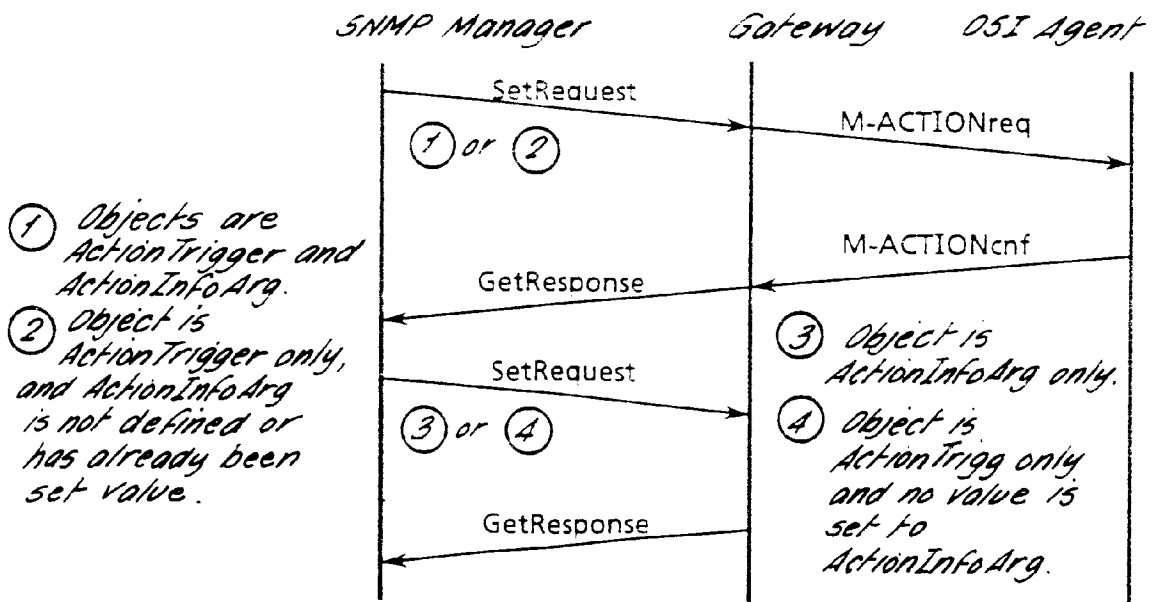 SNMP Manager Gateway OSI Agent
SetRequest
M-ACTIONreq
1 or 2
1 Objects are
ActionTrigger and
ActionInfoArg.
2 Object is
ActionTrigger only,
and ActionInfoArg
is not defined or
has already been
set value.
M-ACTIONcnf
GetResponse
SetRequest
3 or 4
3 Object is
ActionInfoArg only.
4 Object is
ActionTrigg only
and no value is
set to
ActionInfoArg.
GetResponse